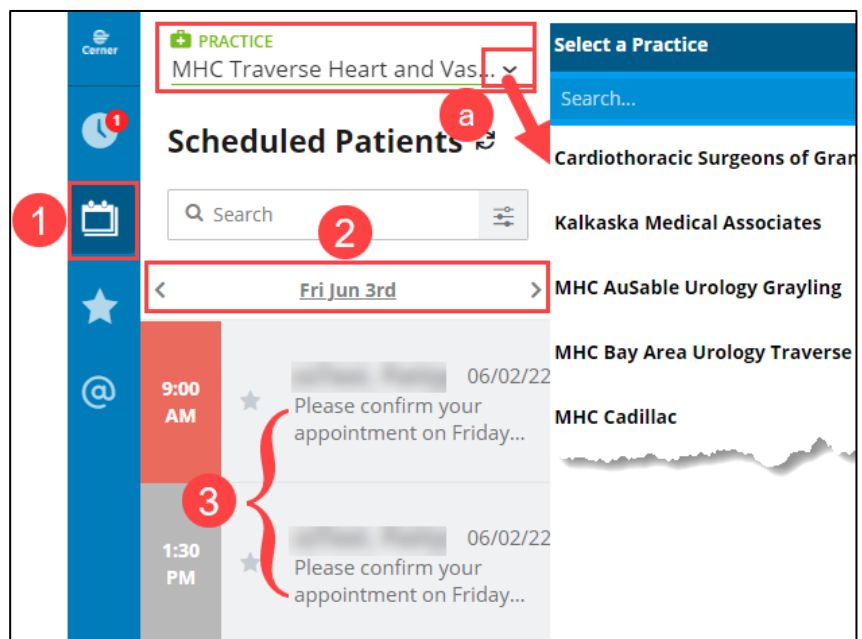 Cerner
PRACTICE
MHC Traverse Heart and Vas...
a
Select a Practice
Search...
1
Scheduled Patients
Cardiothoracic Surgeons of Gran
1
Search
2
Kalkaska Medical Associates
Fri Jun 3rd
MHC AuSable Urology Grayling
MHC Bay Area Urology Traverse
MHC Cadillac
9:00
AM
06/02/22
Please confirm your
appointment on Friday...
3
1:30
PM
06/02/22
Please confirm your
appointment on Friday...